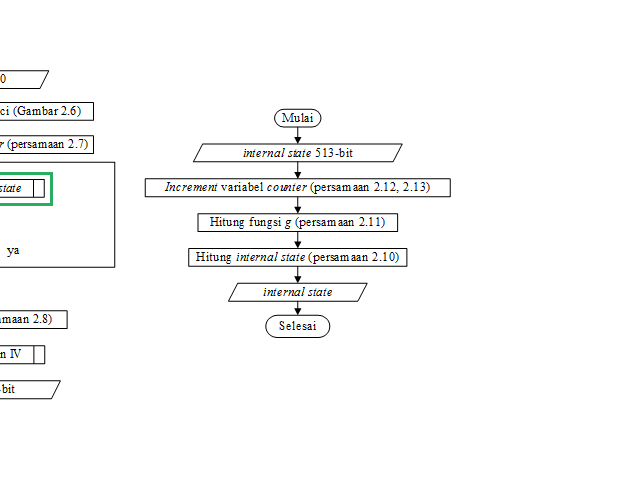 0
ci (Gambar 2.6)
r (persamaan 2.7)
state
ya
amaan 2.8)
n IV
-bit
Mulai
internal state 513-bit
Increment variabel counter (persamaan 2.12, 2.13)
Hitung fungsi g (persamaan 2.11)
Hitung internal state (persamaan 2.10)
internal state
Selesai